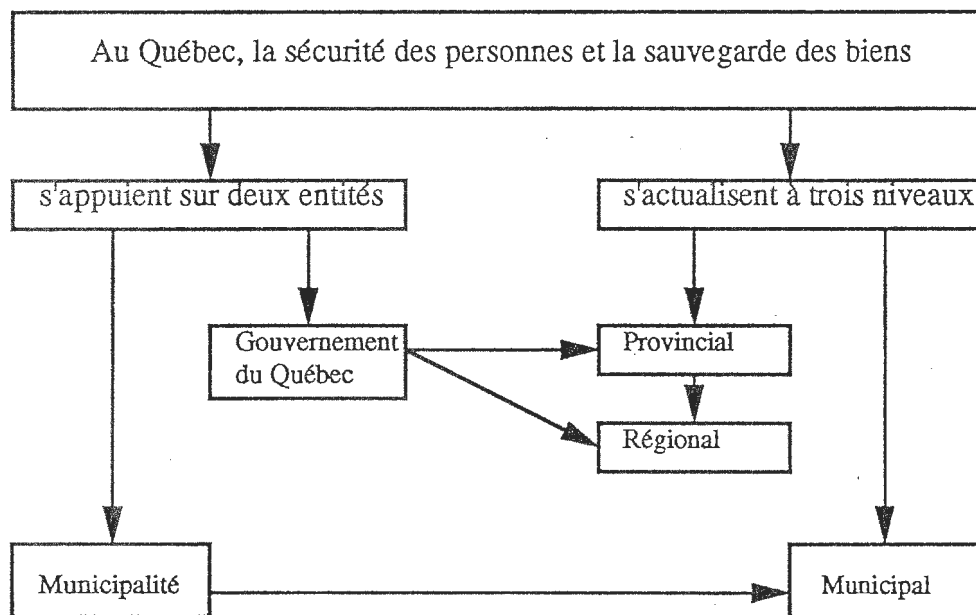 Au Québec, la sécurité des personnes et la sauvegarde des biens
s'appuient sur deux entités
s'actualisent à trois niveaux
Gouvernement
du Québec
Provincial
Régional
Municipalité
Municipal